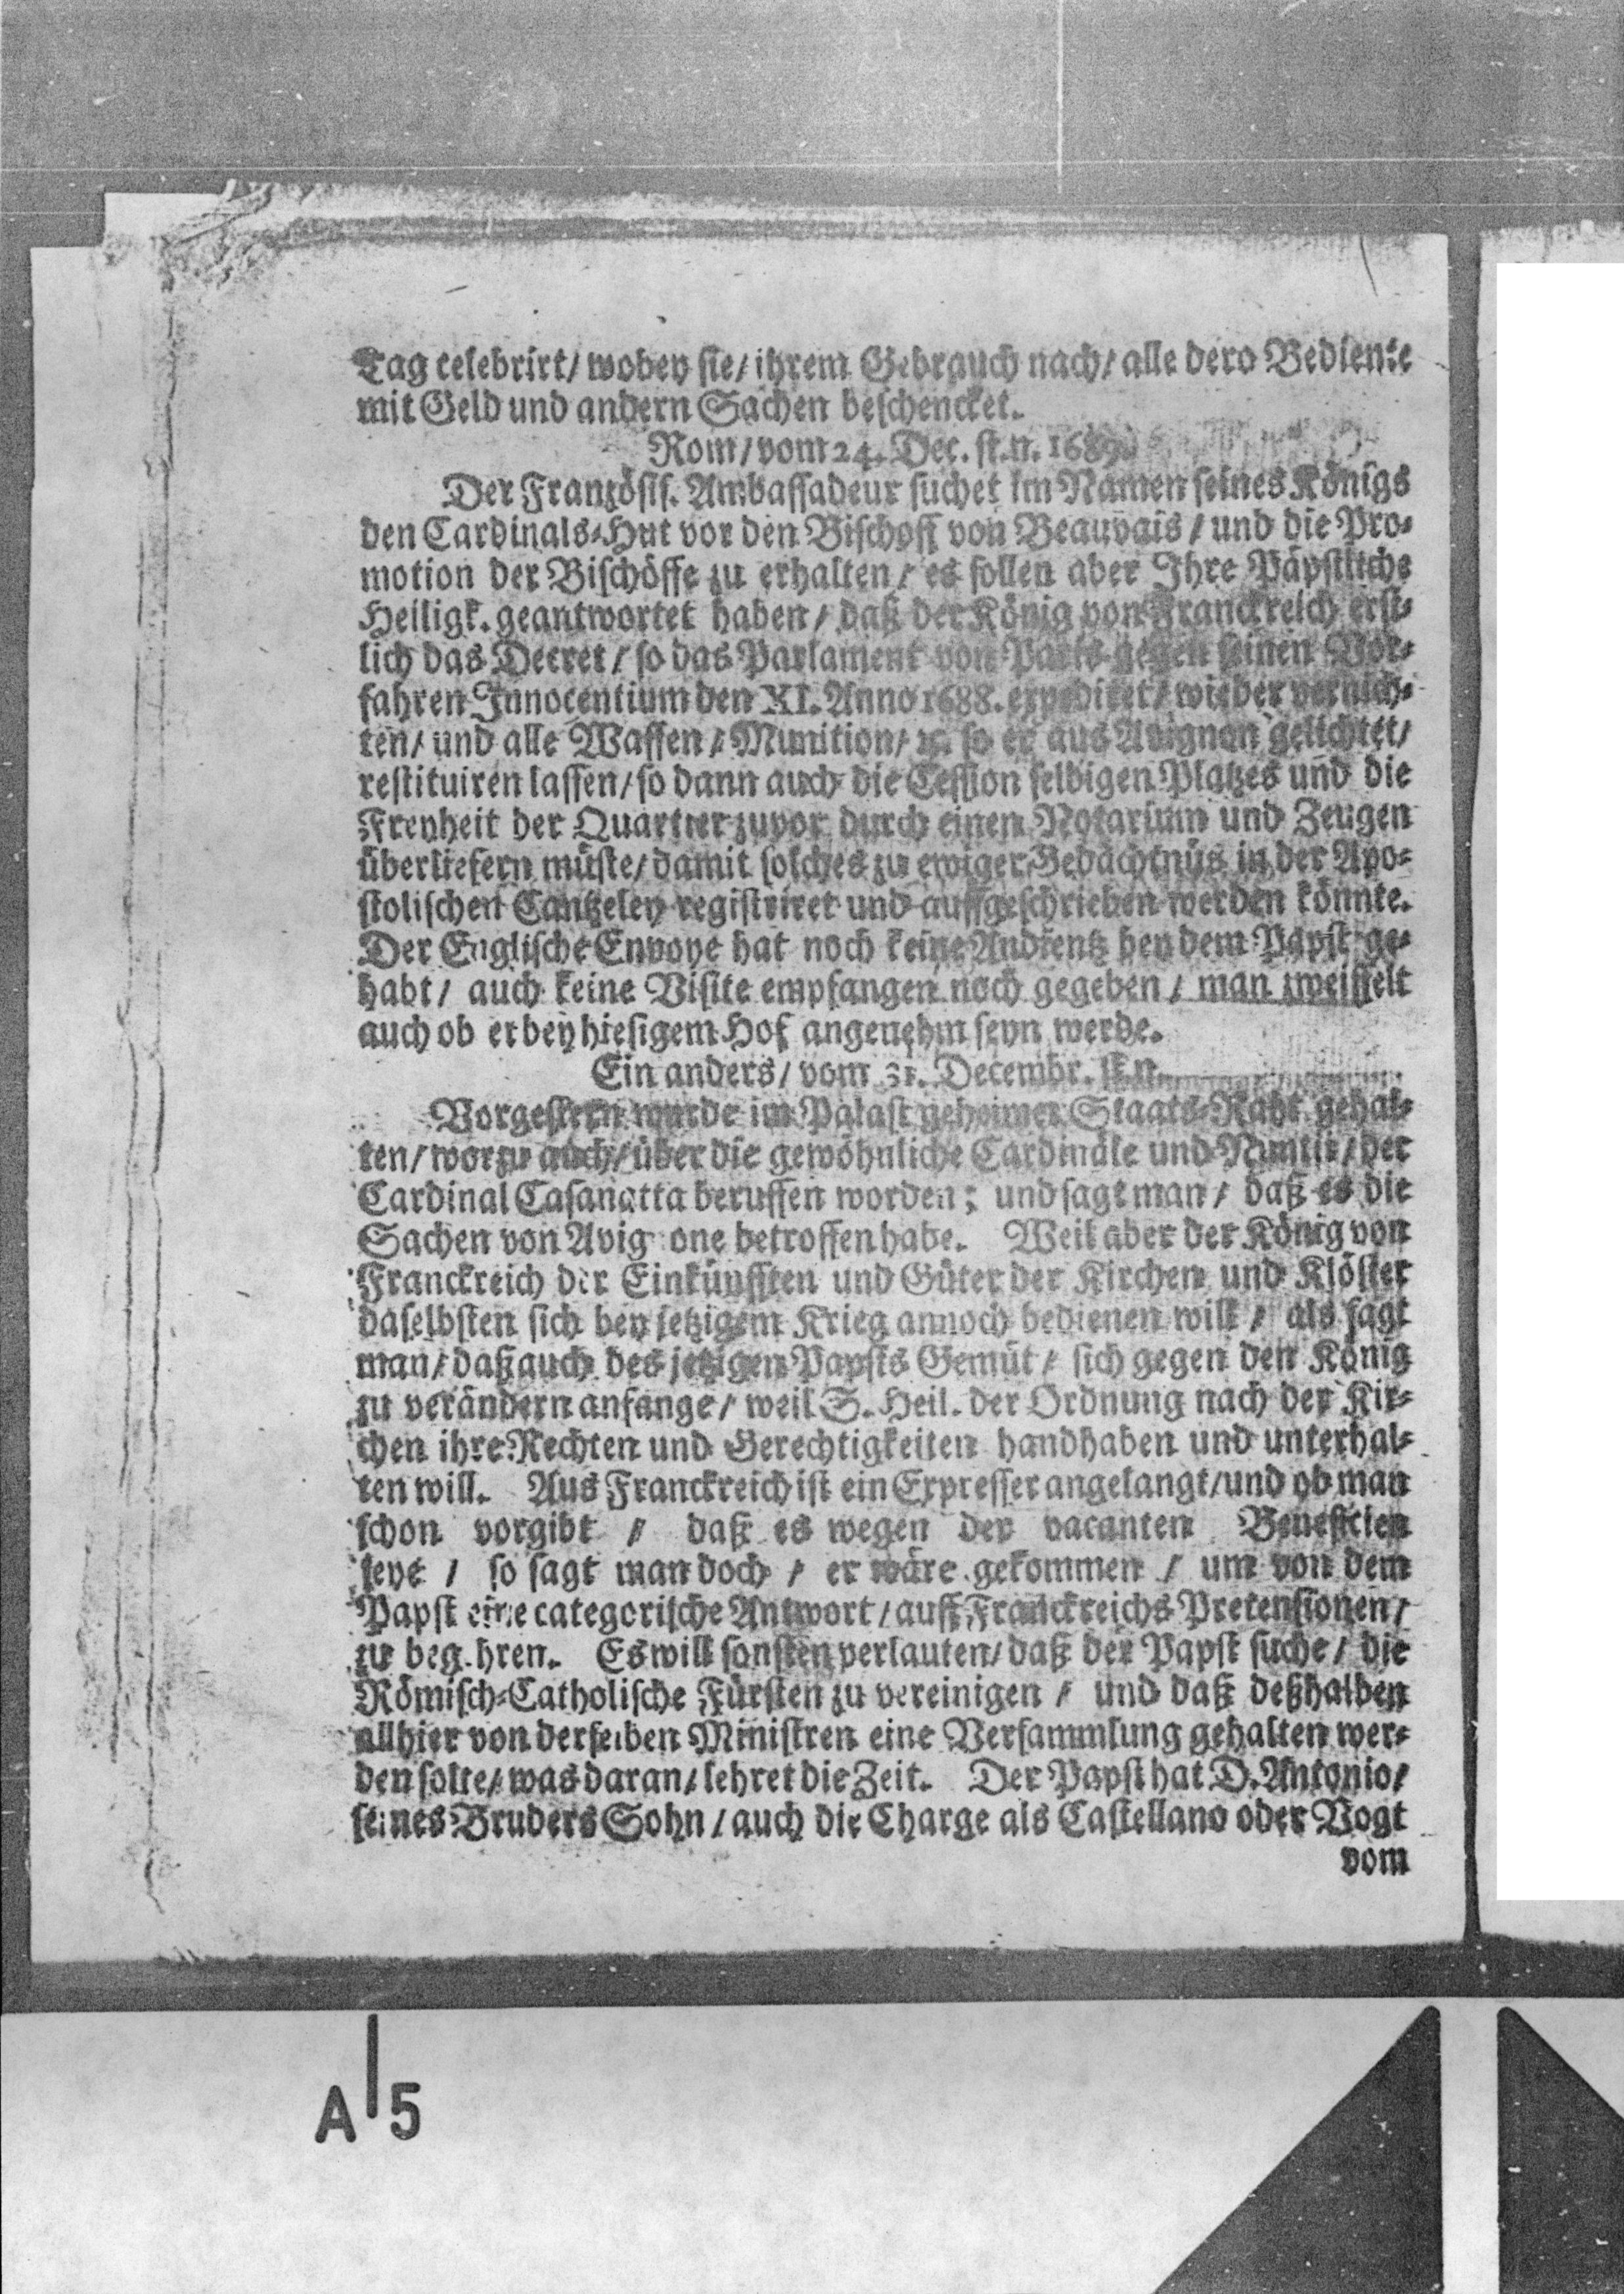 Tag celebrirt/ wobey sie/ ihrem Gebrauch nach/ alle dero Bediente
mit Geld und andern Sachen beschencket.
Rom/ vom 24. Dec. st. n. 1689.
Der Frantzösis. Ambassadeur suchet im Namen seines Königs
den Cardinals-Hut vor den Bischoff von Beauvais/ und die Pro-
motion der Bischöffe zu erhalten/ es sollen aber Ihre Päpstliche
Heiligk. geantwortet haben/ daß der König von Franckreich erst-
lich das Decret/ so das Parlament von Paris gegen seinen Vor-
fahren Innocentium den XI. Anno 1688. expediret/ wieder vernich-
ten/ und alle Waffen/ Munition/ so er aus Avignon gelichtet/
restituiren lassen/ so dann auch die Cession selbigen Platzes und die
Freyheit der Quartier zuvor durch einen Notarium und Zeugen
überliefern müste/ damit solches zu ewiger Gedächtnüs in der Apo-
stolischen Cantzeley registriret und auffgeschrieben werden könnte.
Der Englische Envoye hat noch keine Audientz bey dem Papst ge-
habt/ auch keine Visite empfangen noch gegeben/ man zweiffelt
auch ob er bey hiesigem Hof angenehm seyn werde.
Ein anders/ vom 31. Decembr. st. n.
Vorgestern wurde im Palast geheimer Staats-Raht gehal-
ten/ worzu auch/ über die gewöhnliche Cardinäle und Nuntii/ der
Cardinal Casanatta beruffen worden; und sagt man/ daß es die
Sachen von Avig one betroffen habe. Weil aber der König von
Franckreich der Einkünfften und Güter der Kirchen und Klöster
daselbsten sich bey jetzigem Krieg annoch bedienen will/ als sagt
man/ daß auch des jetzigen Papsts Gemüt/ sich gegen den König
zu verändern anfange/ weil S. Heil. der Ordnung nach der Kir-
chen ihre Rechten und Gerechtigkeiten handhaben und unterhal-
ten will. Aus Franckreich ist ein Expresser angelangt/ und ob man
schon vorgibt/ daß es wegen der vacanten Beneficien
seye/ so sagt man doch/ er wäre gekommen/ um von dem
Papst eine categorische Antwort/ auff Franckreichs Pretensionen/
zu beg hren. Es will sonsten verlauten/ daß der Papst suche/ die
Römisch-Catholische Fürsten zu vereinigen/ und daß deßhalben
allhier von derselben Ministren eine Versammlung gehalten wer-
den solte/ was daran/ lehret die Zeit. Der Papst hat D. Antonio/
seines Bruders Sohn/ auch die Charge als Castellano oder Vogt
vom
A 5